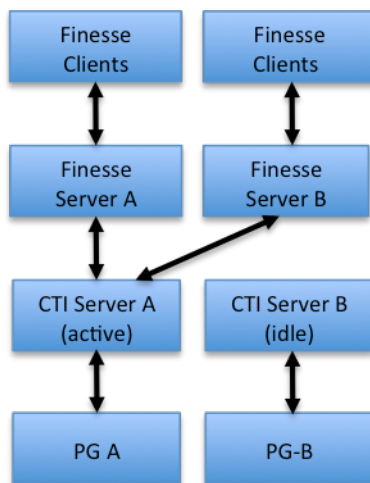 Finesse
Clients
Finesse
Clients
Finesse
Server A
Finesse
Server B
CTI Server A
(active)
CTI Server B
(idle)
PG A
PG-B